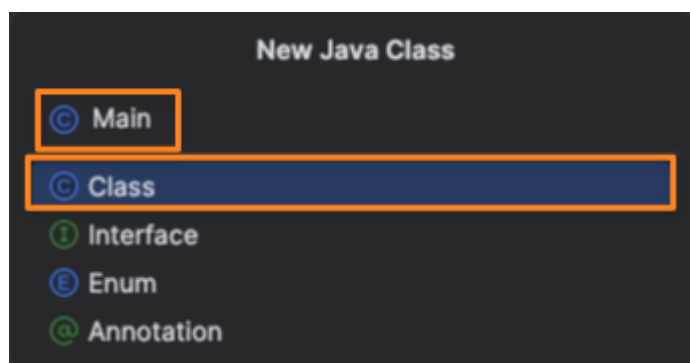 New Java Class
C Main
C Class
I Interface
E Enum
@ Annotation